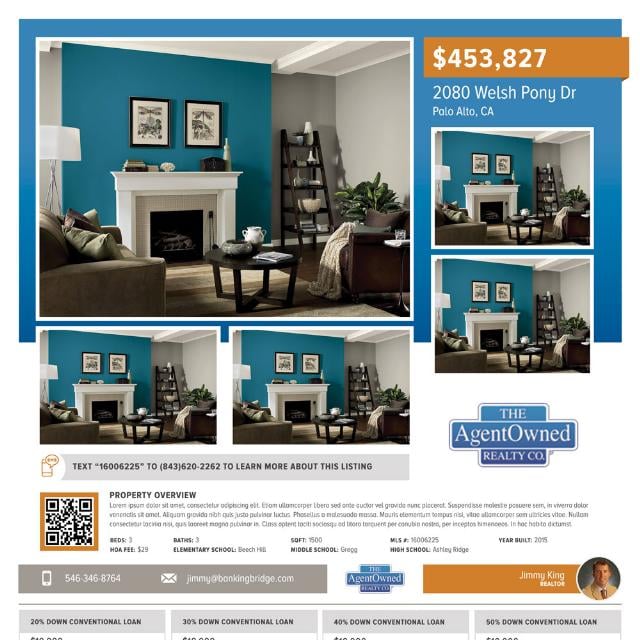 $453,827
2080 Welsh Pony Dr
Palo Alto, CA
THE
AgentOwned
REALTY CO.
TEXT “16006225” TO (843)620-2262 TO LEARN MORE ABOUT THIS LISTING
PROPERTY OVERVIEW
Lorem ipsum dolor sit amet, consectetur adipiscing elit. Etiam ullamcorper libero sed ante auctor vel gravida nunc placerat. Suspendisse molestie posuere sem, in viverra dolor
venenatis sit amet. Aliquam gravida nibh quis justo pulvinar luctus. Phasellus a malesuada massa. Mauris elementum tempus nisi, vitae ullamcorper sem ultricies vitae. Nullam
consectetur lacinia nisi, quis laoreet magna pulvinar in. Class aptent taciti sociosqu ad litora torquent per conubia nostra, per inceptos himenaeos. In hac habita dictumst.
BEDS: 3 BATHS: 3 SQFT: 1500 MLS #: 16006225 YEAR BUILT: 2015
HOA FEE: $29 ELEMENTARY SCHOOL: Beech Hill MIDDLE SCHOOL: Gregg HIGH SCHOOL: Ashley Ridge
546-346-8764 jimmy@bankingbridge.com
THE
AgentOwned
REALTY CO.
Jimmy King
REALTOR
20% DOWN CONVENTIONAL LOAN 30% DOWN CONVENTIONAL LOAN 40% DOWN CONVENTIONAL LOAN 50% DOWN CONVENTIONAL LOAN